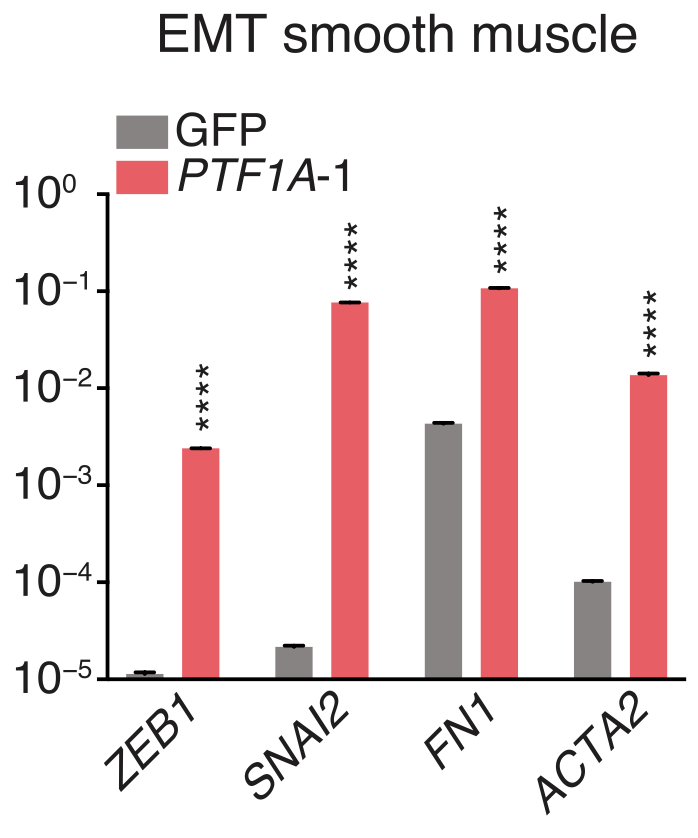 EMT smooth muscle
GFP
PTF1A-1
10⁰
10⁻¹
10⁻²
10⁻³
10⁻⁴
10⁻⁵
****
****
****
****
ZEB1
SNAI2
FN1
ACTA2